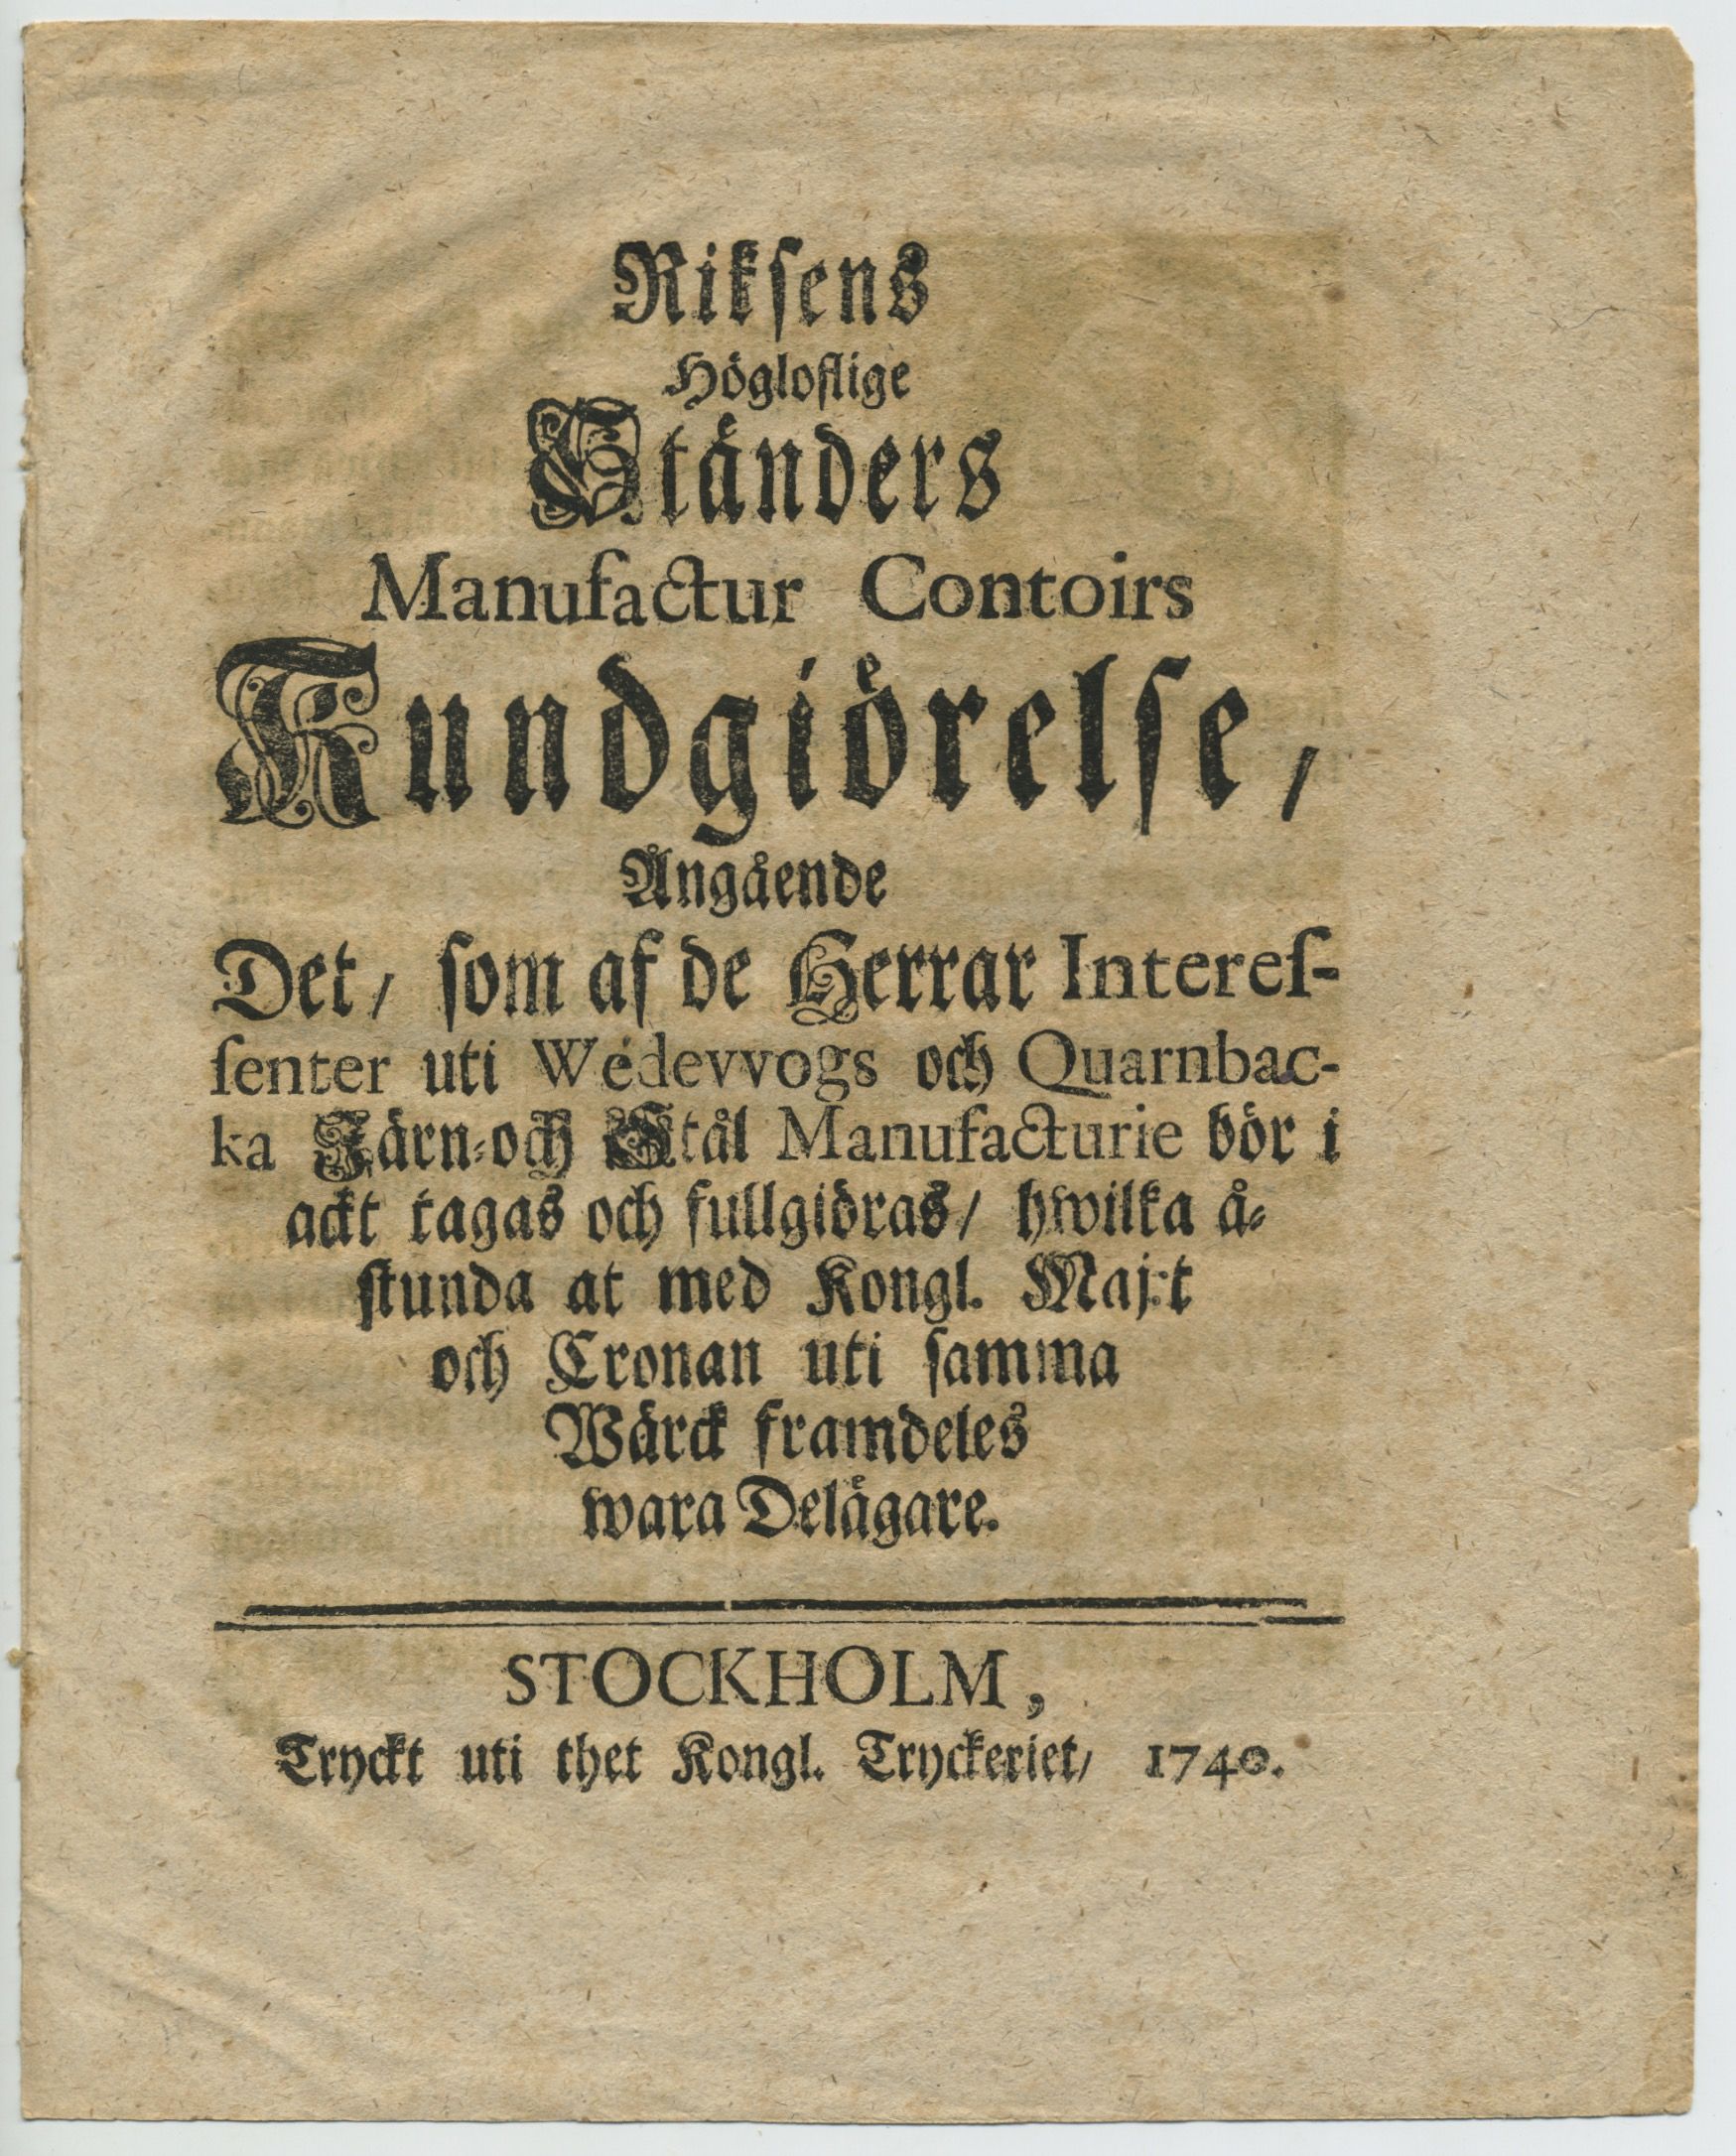 Riksens
Högloflige
Ständers
Manufactur Contoirs
Kundgiörelse,
Angående
Det/ som af de Herrar Interes-
senter uti Wedevvogs och Quarnbac-
ka Järn-och Stål Manufacturie bör i
ackt tagas och fullgiöras/ hwilka å-
stunda at med Kongl. Maj:t
och Cronan uti samma
Wärck framdeles
wara Delägare.
STOCKHOLM,
Tryckt uti thet Kongl. Tryckeriet/ 1740.